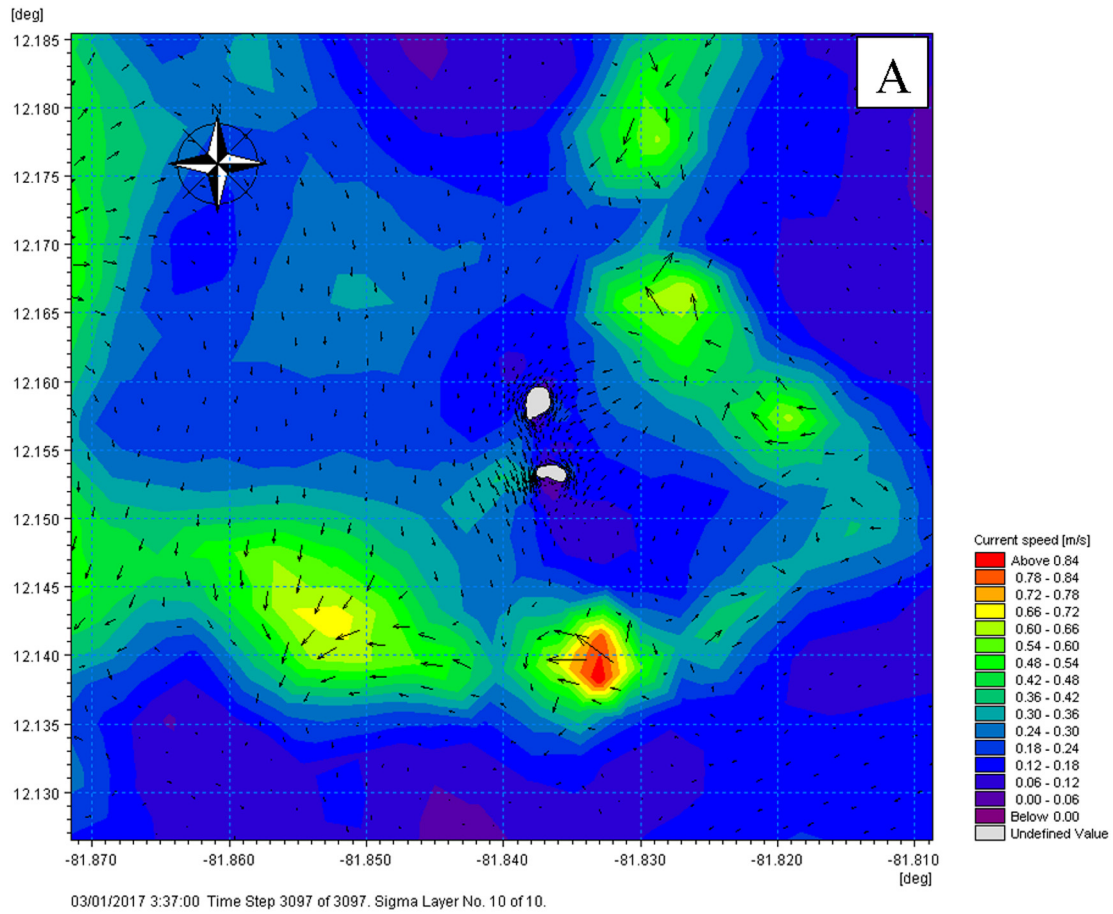 [deg]
12.185
A
12.180
N
12.175
12.170
12.165
12.160
12.155
12.150
12.145
12.140
12.135
12.130
Current speed [m/s]
Above 0.84
0.78 - 0.84
0.72 - 0.78
0.66 - 0.72
0.60 - 0.66
0.54 - 0.60
0.48 - 0.54
0.42 - 0.48
0.36 - 0.42
0.30 - 0.36
0.24 - 0.30
0.18 - 0.24
0.12 - 0.18
0.06 - 0.12
0.00 - 0.06
Below 0.00
Undefined Value
-81.870 -81.860 -81.850 -81.840 -81.830 -81.820 -81.810
[deg]
03/01/2017 3:37:00 Time Step 3097 of 3097. Sigma Layer No. 10 of 10.